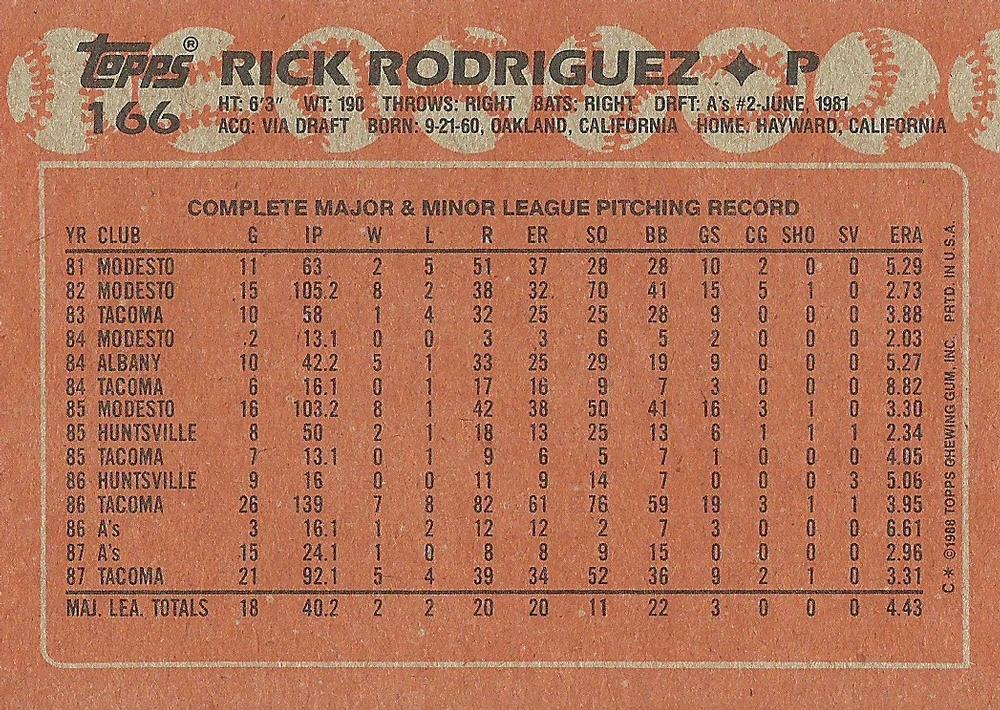 Topps® RICK RODRIGUEZ ✦ P
166 HT: 6'3" WT: 190 THROWS: RIGHT BATS: RIGHT DRFT: A's #2-JUNE, 1981
ACQ: VIA DRAFT BORN: 9-21-60, OAKLAND, CALIFORNIA HOME: HAYWARD, CALIFORNIA
COMPLETE MAJOR & MINOR LEAGUE PITCHING RECORD
YR CLUB G IP W L R ER SO BB GS CG SHO SV ERA
81 MODESTO 11 63 2 5 51 37 28 28 10 2 0 0 5.29
82 MODESTO 15 105.2 8 2 38 32 70 41 15 5 1 0 2.73
83 TACOMA 10 58 1 4 32 25 25 28 9 0 0 0 3.88
84 MODESTO 2 13.1 0 0 3 3 6 5 2 0 0 0 2.03
84 ALBANY 10 42.2 5 1 33 25 29 19 9 0 0 0 5.27
84 TACOMA 6 16.1 0 1 17 16 9 7 3 0 0 0 8.82
85 MODESTO 16 103.2 8 1 42 38 50 41 16 3 1 0 3.30
85 HUNTSVILLE 8 50 2 1 18 13 25 13 6 1 1 1 2.34
85 TACOMA 7 13.1 0 1 9 6 5 7 1 0 0 0 4.05
86 HUNTSVILLE 9 16 0 0 11 9 14 7 0 0 0 3 5.06
86 TACOMA 26 139 7 8 82 61 76 59 19 3 1 1 3.95
86 A's 3 16.1 1 2 12 12 2 7 3 0 0 0 6.61
87 A's 15 24.1 1 0 8 8 9 15 0 0 0 0 2.96
87 TACOMA 21 92.1 5 4 39 34 52 36 9 2 1 0 3.31
MAJ. LEA. TOTALS 18 40.2 2 2 20 20 11 22 3 0 0 0 4.43
C * ©1988 TOPPS CHEWING GUM, INC. PRTD. IN U.S.A.